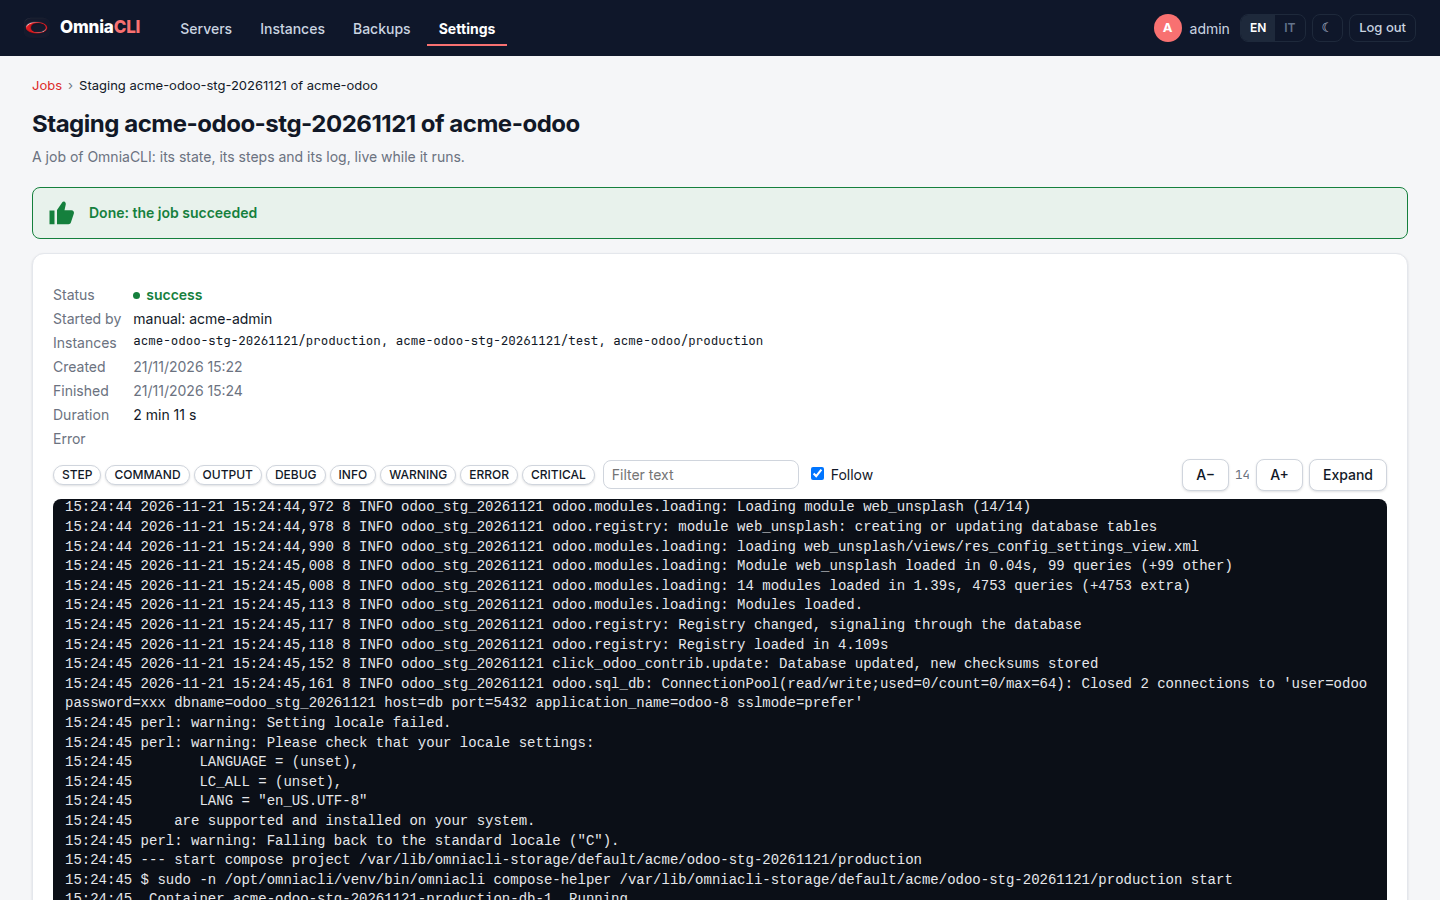 OmniaCLI Servers Instances Backups Settings A admin EN IT ☾ Log out
Jobs › Staging acme-odoo-stg-20261121 of acme-odoo
Staging acme-odoo-stg-20261121 of acme-odoo
A job of OmniaCLI: its state, its steps and its log, live while it runs.
Done: the job succeeded
Status success
Started by manual: acme-admin
Instances acme-odoo-stg-20261121/production, acme-odoo-stg-20261121/test, acme-odoo/production
Created 21/11/2026 15:22
Finished 21/11/2026 15:24
Duration 2 min 11 s
Error
STEP COMMAND OUTPUT DEBUG INFO WARNING ERROR CRITICAL Filter text Follow A− 14 A+ Expand
15:24:44 2026-11-21 15:24:44,972 8 INFO odoo_stg_20261121 odoo.modules.loading: Loading module web_unsplash (14/14)
15:24:44 2026-11-21 15:24:44,978 8 INFO odoo_stg_20261121 odoo.registry: module web_unsplash: creating or updating database tables
15:24:44 2026-11-21 15:24:44,990 8 INFO odoo_stg_20261121 odoo.modules.loading: loading web_unsplash/views/res_config_settings_view.xml
15:24:45 2026-11-21 15:24:45,008 8 INFO odoo_stg_20261121 odoo.modules.loading: Module web_unsplash loaded in 0.04s, 99 queries (+99 other)
15:24:45 2026-11-21 15:24:45,008 8 INFO odoo_stg_20261121 odoo.modules.loading: 14 modules loaded in 1.39s, 4753 queries (+4753 extra)
15:24:45 2026-11-21 15:24:45,113 8 INFO odoo_stg_20261121 odoo.modules.loading: Modules loaded.
15:24:45 2026-11-21 15:24:45,117 8 INFO odoo_stg_20261121 odoo.registry: Registry changed, signaling through the database
15:24:45 2026-11-21 15:24:45,118 8 INFO odoo_stg_20261121 odoo.registry: Registry loaded in 4.109s
15:24:45 2026-11-21 15:24:45,152 8 INFO odoo_stg_20261121 click_odoo_contrib.update: Database updated, new checksums stored
15:24:45 2026-11-21 15:24:45,161 8 INFO odoo_stg_20261121 odoo.sql_db: ConnectionPool(read/write;used=0/count=0/max=64): Closed 2 connections to 'user=odoo
password=xxx dbname=odoo_stg_20261121 host=db port=5432 application_name=odoo-8 sslmode=prefer'
15:24:45 perl: warning: Setting locale failed.
15:24:45 perl: warning: Please check that your locale settings:
15:24:45 LANGUAGE = (unset),
15:24:45 LC_ALL = (unset),
15:24:45 LANG = "en_US.UTF-8"
15:24:45 are supported and installed on your system.
15:24:45 perl: warning: Falling back to the standard locale ("C").
15:24:45 --- start compose project /var/lib/omniacli-storage/default/acme/odoo-stg-20261121/production
15:24:45 $ sudo -n /opt/omniacli/venv/bin/omniacli compose-helper /var/lib/omniacli-storage/default/acme/odoo-stg-20261121/production start
15:24:45 Container acme-odoo-stg-20261121-production-db-1 Running